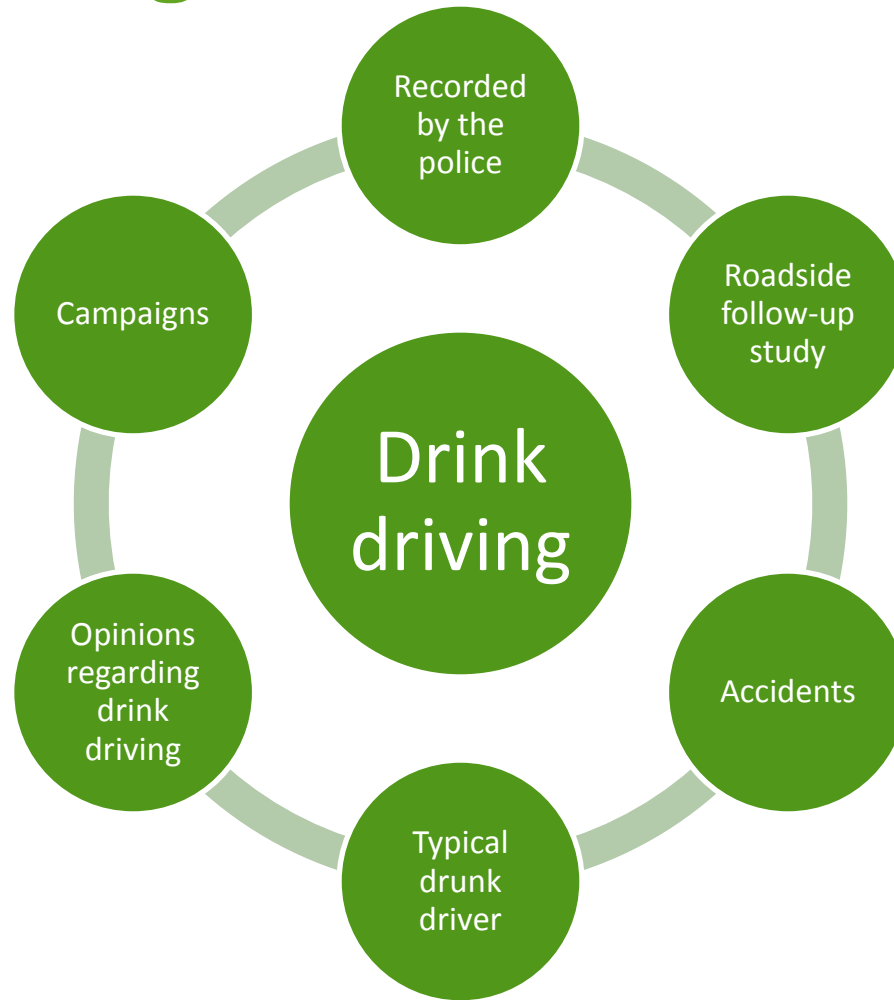 Recorded
by the
police
Roadside
follow-up
study
Campaigns
Drink
driving
Opinions
regarding
drink
driving
Accidents
Typical
drunk
driver